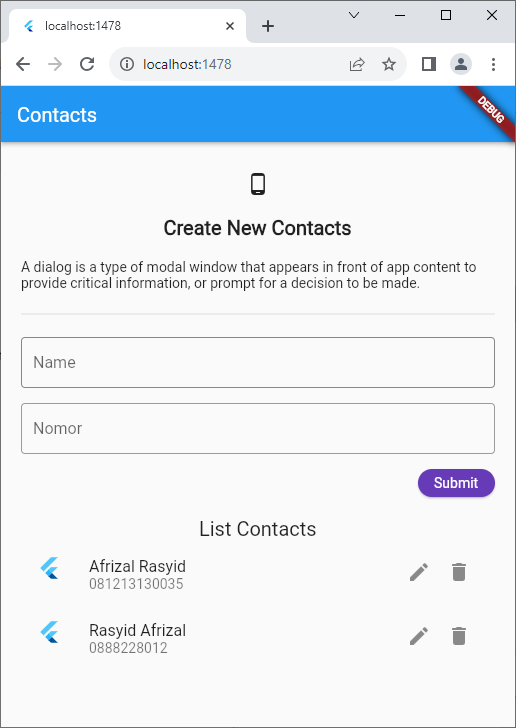 localhost:1478
localhost:1478
Contacts
DEBUG
Create New Contacts
A dialog is a type of modal window that appears in front of app content to
provide critical information, or prompt for a decision to be made.
Name
Nomor
Submit
List Contacts
Afrizal Rasyid
081213130035
Rasyid Afrizal
0888228012